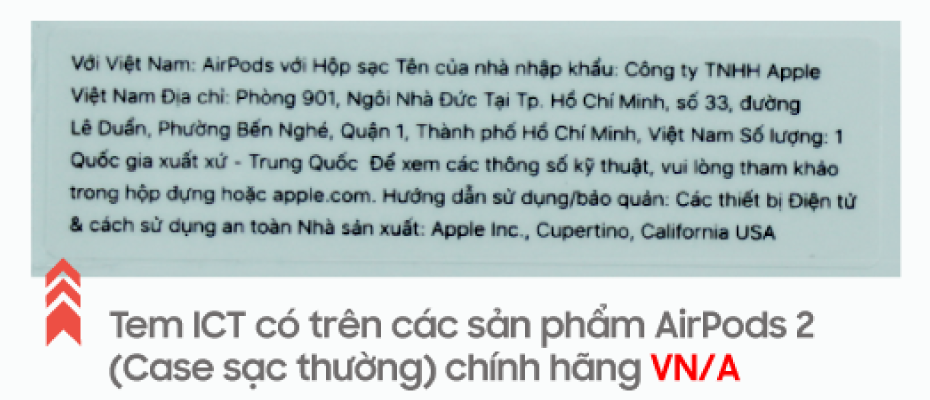 Với Việt Nam: AirPods với Hộp sạc Tên của nhà nhập khẩu: Công ty TNHH Apple
Việt Nam Địa chỉ: Phòng 901, Ngôi Nhà Đức Tại Tp. Hồ Chí Minh, số 33, đường
Lê Duẩn, Phường Bến Nghé, Quận 1, Thành phố Hồ Chí Minh, Việt Nam Số lượng: 1
Quốc gia xuất xứ - Trung Quốc Để xem các thông số kỹ thuật, vui lòng tham khảo
trong hộp đựng hoặc apple.com. Hướng dẫn sử dụng/bảo quản: Các thiết bị Điện tử
& cách sử dụng an toàn Nhà sản xuất: Apple Inc., Cupertino, California USA
Tem ICT có trên các sản phẩm AirPods 2
(Case sạc thường) chính hãng VN/A